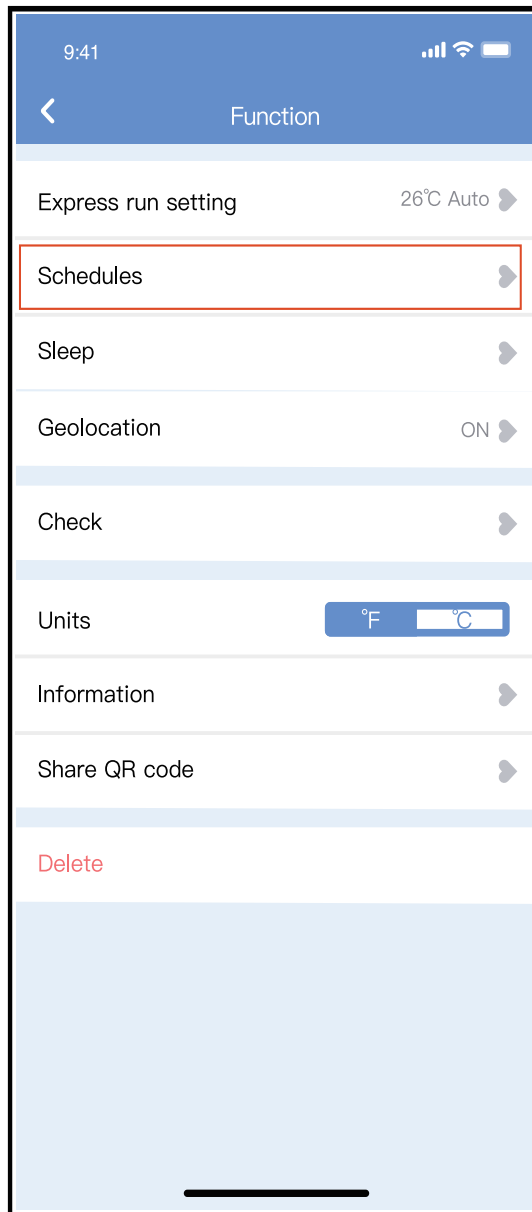 9:41
Function
Express run setting 26℃ Auto
Schedules
Sleep
Geolocation ON
Check
Units ℉ ℃
Information
Share QR code
Delete